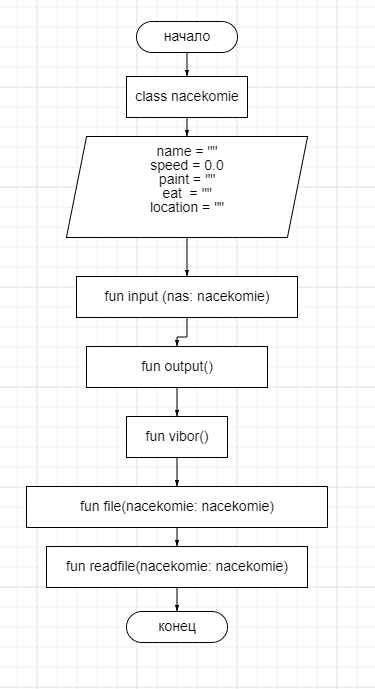 начало
class nacekomie
name = ""
speed = 0.0
paint = ""
eat = ""
location = ""
fun input (nas: nacekomie)
fun output()
fun vibor()
fun file(nacekomie: nacekomie)
fun readfile(nacekomie: nacekomie)
конец